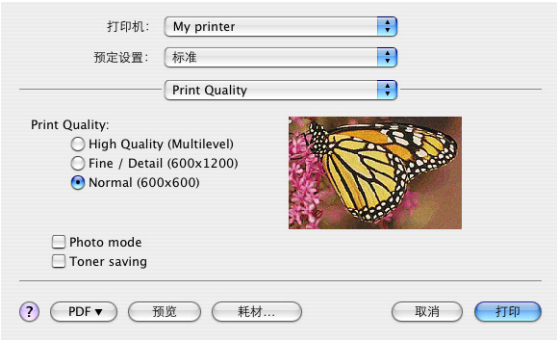 打印机: My printer
预定设置: 标准
Print Quality
Print Quality:
High Quality (Multilevel)
Fine / Detail (600x1200)
Normal (600x600)
Photo mode
Toner saving
? PDF▼ 预览 耗材... 取消 打印